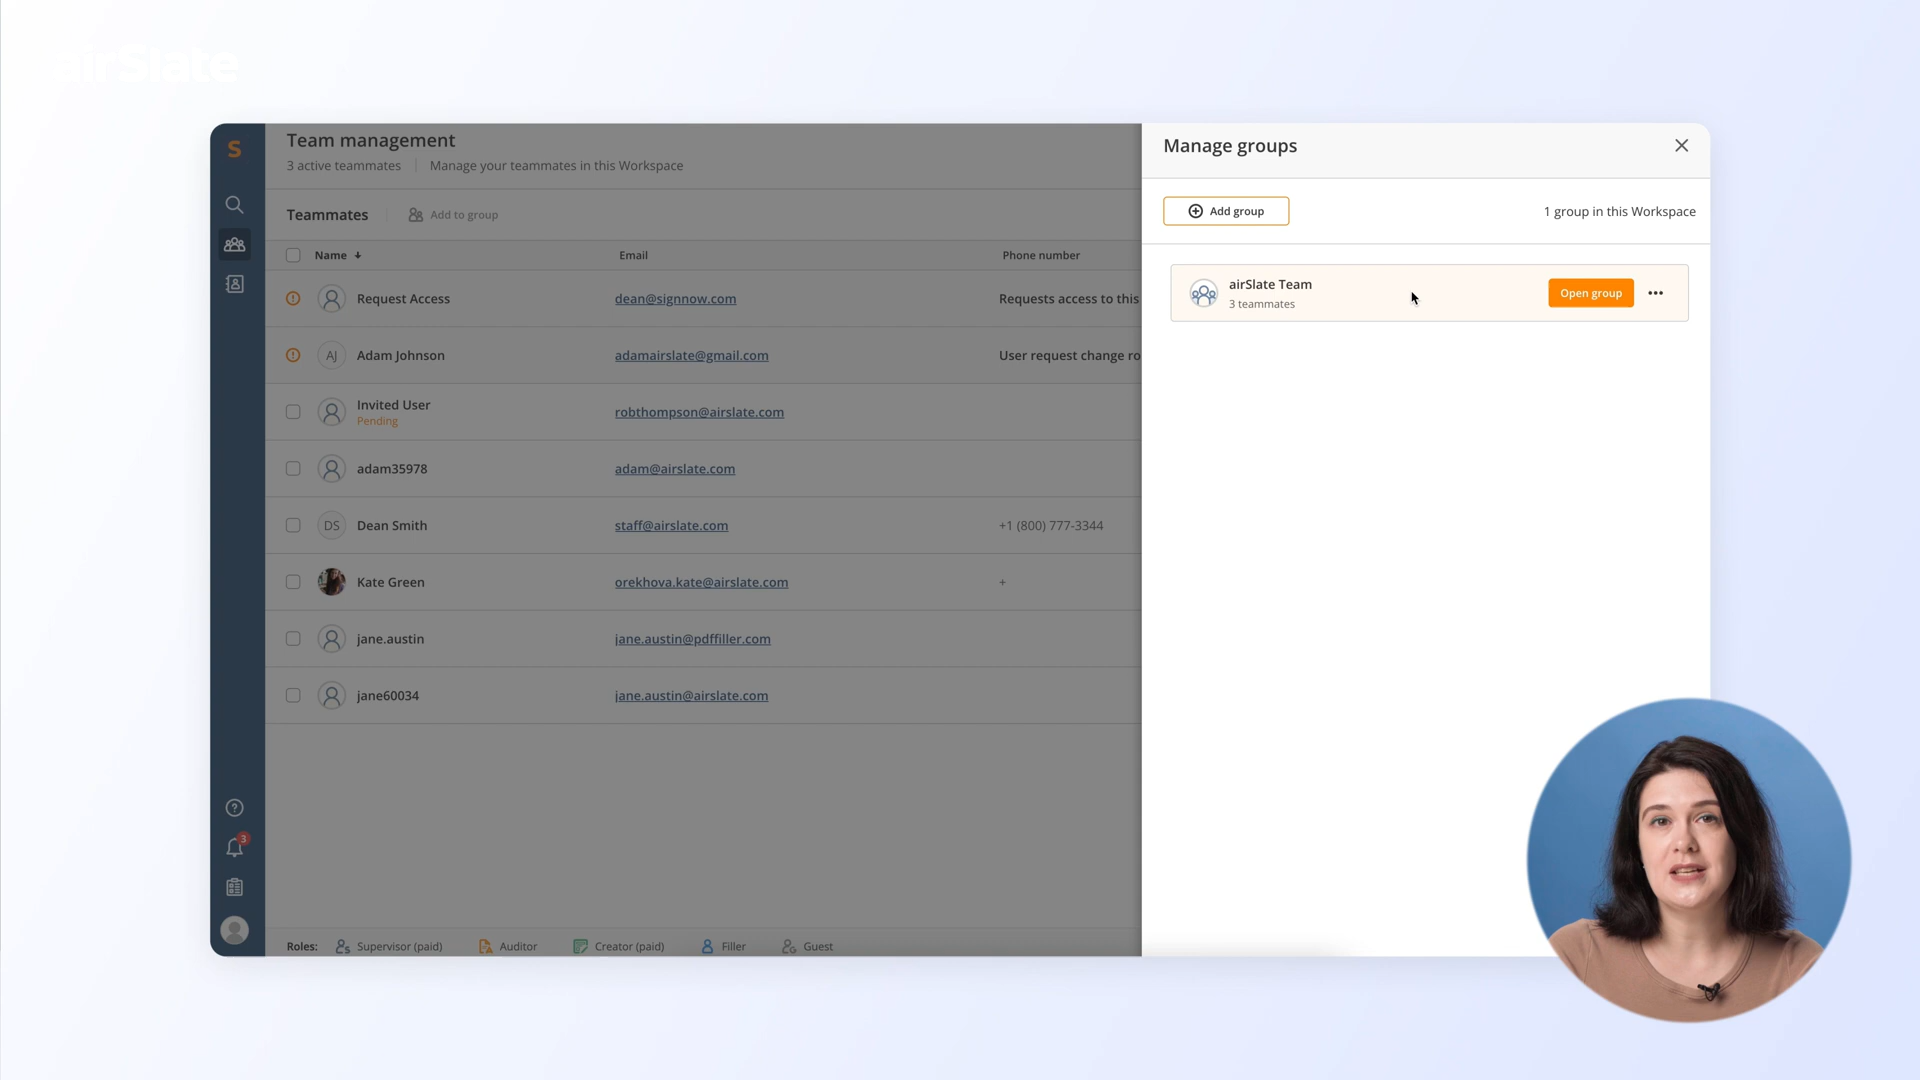 airSlate
S
Team management
3 active teammates
Manage your teammates in this Workspace
Teammates
Add to group
Name
Email
Phone number
Request Access
dean@signnow.com
Requests access to this
AJ
Adam Johnson
adamairslate@gmail.com
User request change ro
Invited User
Pending
robthompson@airslate.com
adam35978
adam@airslate.com
DS
Dean Smith
staff@airslate.com
+1 (800) 777-3344
Kate Green
orekhova.kate@airslate.com
+
jane.austin
jane.austin@pdffiller.com
jane60034
jane.austin@airslate.com
3
Roles:
Supervisor (paid)
Auditor
Creator (paid)
Filler
Guest
Manage groups
Add group
1 group in this Workspace
airSlate Team
3 teammates
Open group